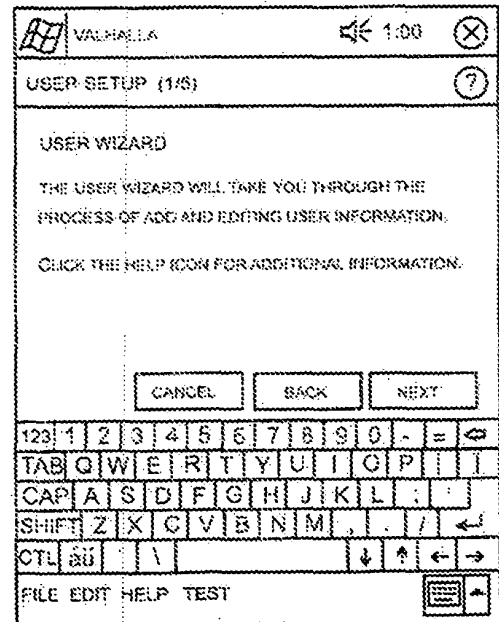 VALHALLA 1:00
USER SETUP (1/5)
USER WIZARD
THE USER WIZARD WILL TAKE YOU THROUGH THE
PROCESS OF ADD AND EDITING USER INFORMATION.
CLICK THE HELP ICON FOR ADDITIONAL INFORMATION.
CANCEL BACK NEXT
123 1 2 3 4 5 6 7 8 9 0 - =
TAB Q W E R T Y U I O P [ ]
CAP A S D F G H J K L ; '
SHIFT Z X C V B N M , . /
CTL áü \
FILE EDIT HELP TEST